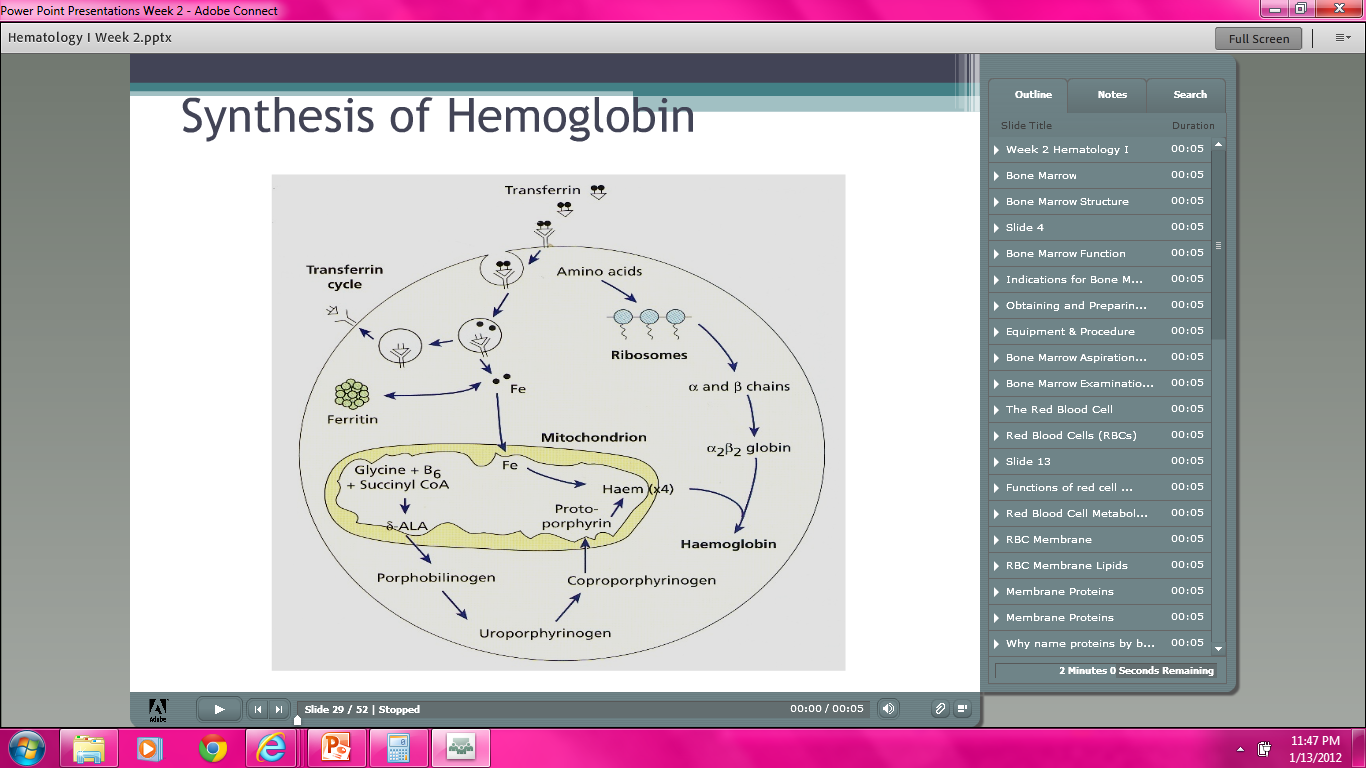 Power Point Presentations Week 2 - Adobe Connect
Hematology I Week 2.pptx
Full Screen
Synthesis of Hemoglobin
Transferrin
Transferrin
cycle
Amino acids
Ribosomes
Fe
α and β chains
Ferritin
Mitochondrion
α2β2 globin
Fe
Glycine + B6
+ Succinyl CoA
Haem (x4)
Proto-
porphyrin
δ-ALA
Haemoglobin
Porphobilinogen
Coproporphyrinogen
Uroporphyrinogen
Outline Notes Search
Slide Title Duration
Week 2 Hematology I 00:05
Bone Marrow 00:05
Bone Marrow Structure 00:05
Slide 4 00:05
Bone Marrow Function 00:05
Indications for Bone M... 00:05
Obtaining and Preparin... 00:05
Equipment & Procedure 00:05
Bone Marrow Aspiration... 00:05
Bone Marrow Examinatio... 00:05
The Red Blood Cell 00:05
Red Blood Cells (RBCs) 00:05
Slide 13 00:05
Functions of red cell ... 00:05
Red Blood Cell Metabol... 00:05
RBC Membrane 00:05
RBC Membrane Lipids 00:05
Membrane Proteins 00:05
Membrane Proteins 00:05
Why name proteins by b... 00:05
2 Minutes 0 Seconds Remaining
Adobe
Slide 29 / 52 | Stopped
00:00 / 00:05
11:47 PM
1/13/2012